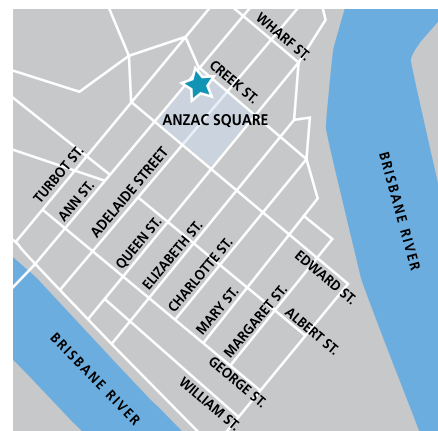 WHARF ST.
CREEK ST.
ANZAC SQUARE
TURBOT ST.
ANN ST.
ADELAIDE STREET
QUEEN ST.
ELIZABETH ST.
CHARLOTTE ST.
MARY ST.
MARGARET ST.
EDWARD ST.
ALBERT ST.
GEORGE ST.
WILLIAM ST.
BRISBANE RIVER
BRISBANE RIVER